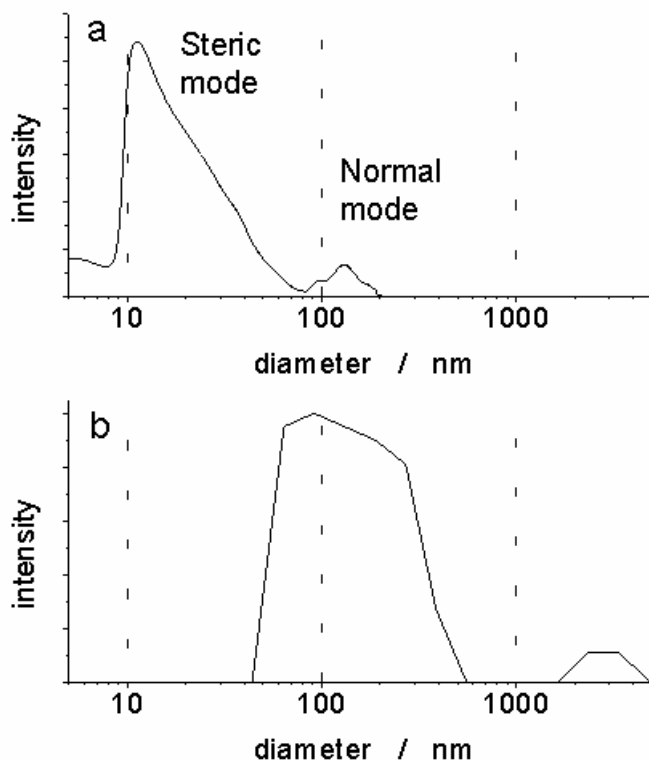 a
Steric
mode
Normal
mode
intensity
10 100 1000
diameter / nm
b
intensity
10 100 1000
diameter / nm